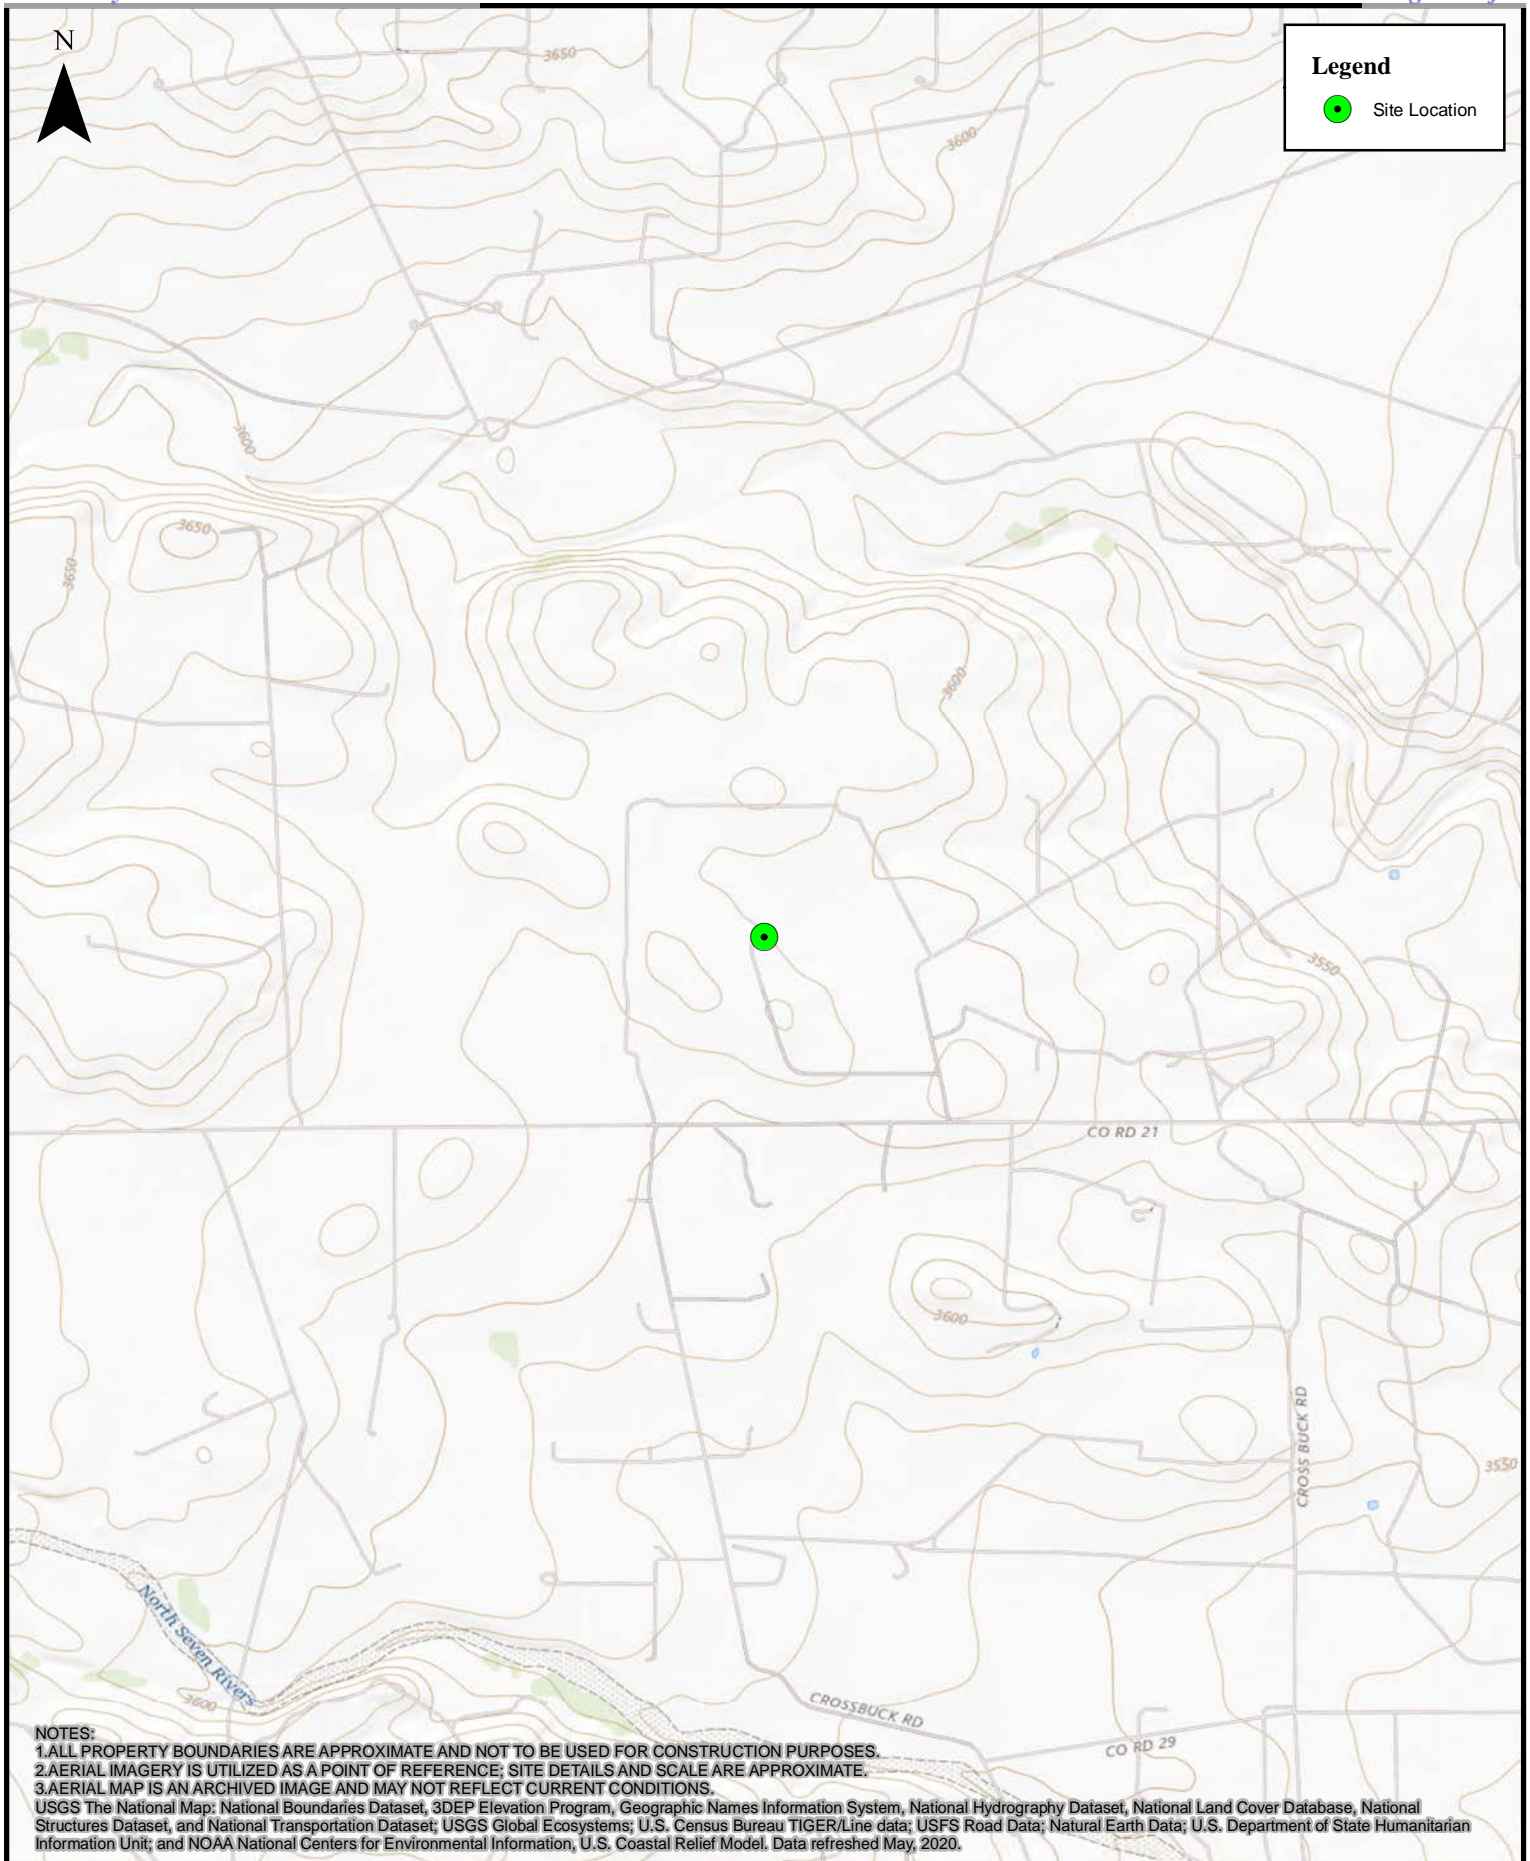 N
Legend
Site Location
3650
3600
3600
3650
3650
3600
3550
CO RD 21
3600
CROSS BUCK RD
3550
North Seven Rivers
3600
CROSSBUCK RD
CO RD 29
NOTES:
1.ALL PROPERTY BOUNDARIES ARE APPROXIMATE AND NOT TO BE USED FOR CONSTRUCTION PURPOSES.
2.AERIAL IMAGERY IS UTILIZED AS A POINT OF REFERENCE; SITE DETAILS AND SCALE ARE APPROXIMATE.
3.AERIAL MAP IS AN ARCHIVED IMAGE AND MAY NOT REFLECT CURRENT CONDITIONS.
USGS The National Map: National Boundaries Dataset, 3DEP Elevation Program, Geographic Names Information System, National Hydrography Dataset, National Land Cover Database, National
Structures Dataset, and National Transportation Dataset; USGS Global Ecosystems; U.S. Census Bureau TIGER/Line data; USFS Road Data; Natural Earth Data; U.S. Department of State Humanitarian
Information Unit; and NOAA National Centers for Environmental Information, U.S. Coastal Relief Model. Data refreshed May, 2020.